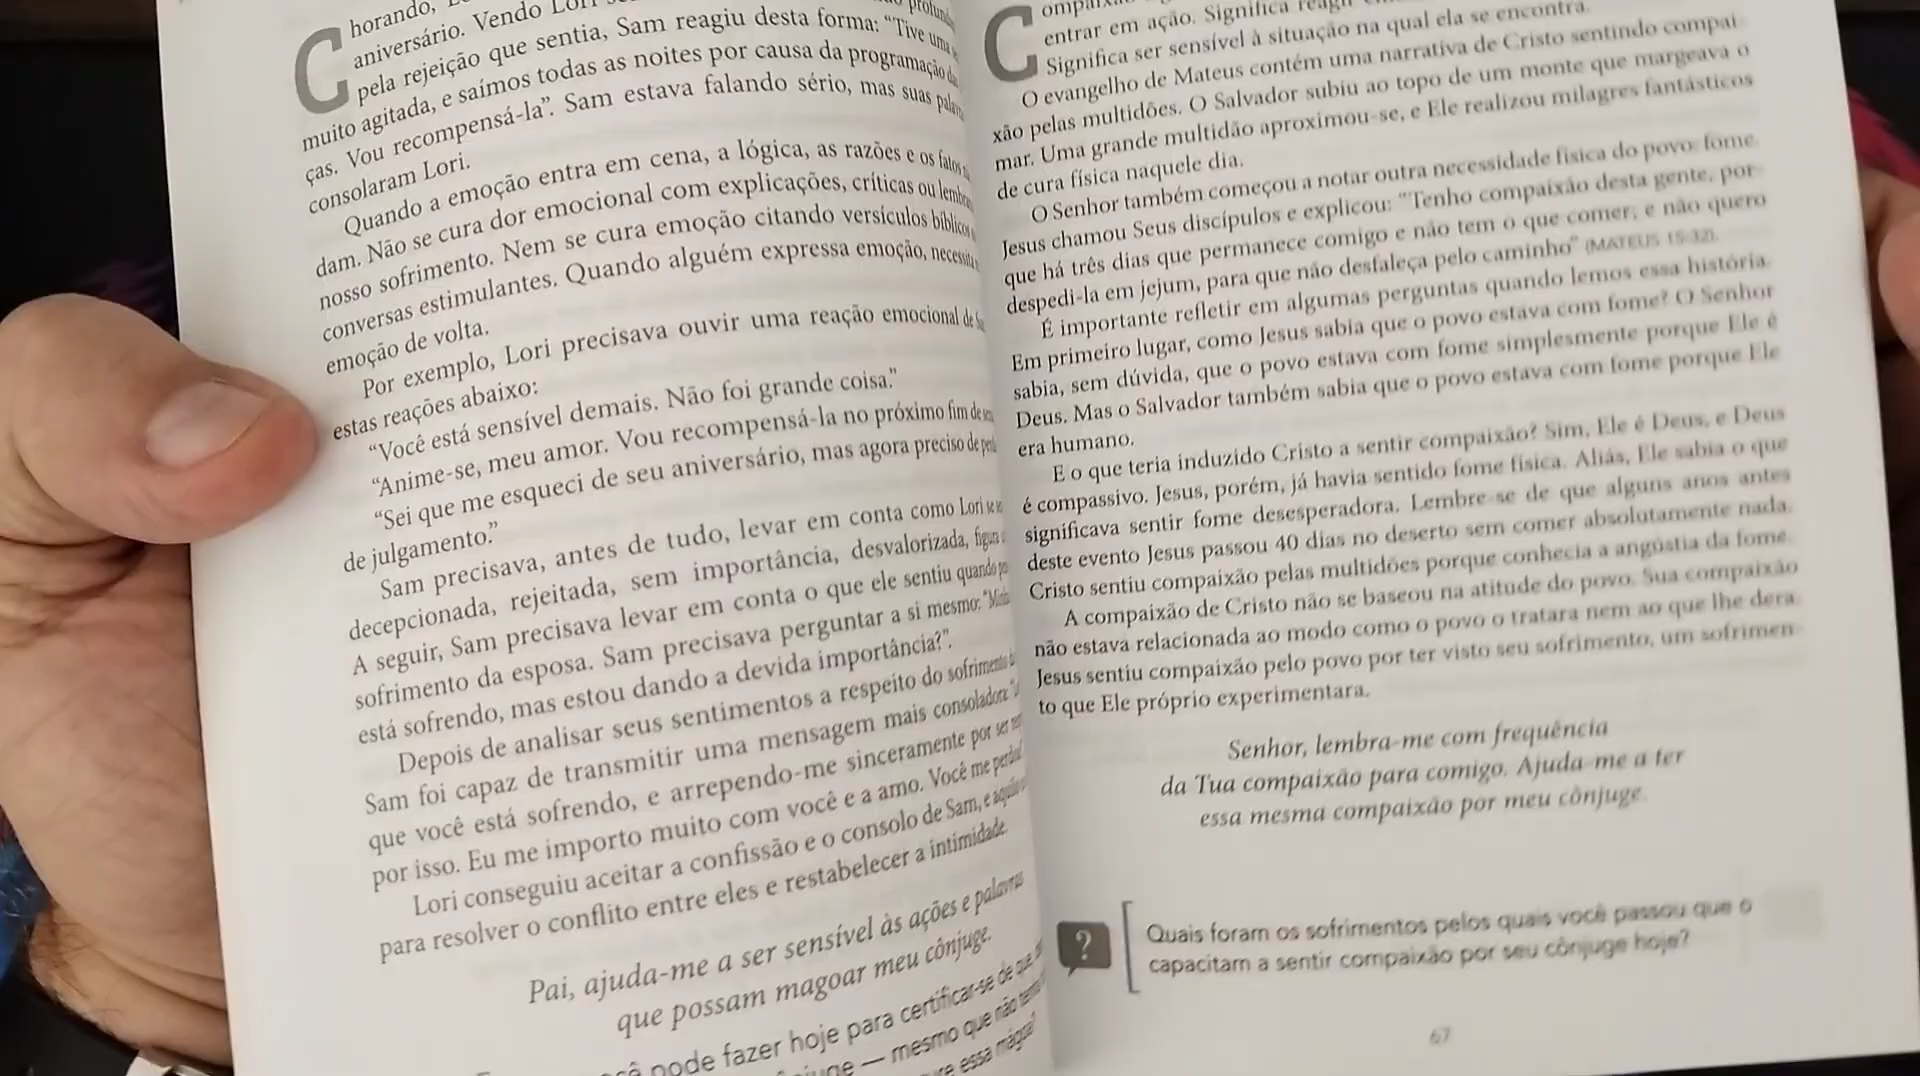 Chorando,
aniversário. Vendo Lori
pela rejeição que sentia, Sam reagiu desta forma: “Tive uma
muito agitada, e saímos todas as noites por causa da programação
ças. Vou recompensá-la”. Sam estava falando sério, mas suas
consolaram Lori.
Quando a emoção entra em cena, a lógica, as razões e os fatos
dam. Não se cura dor emocional com explicações, críticas ou
nosso sofrimento. Nem se cura emoção citando versículos bíblicos
conversas estimulantes. Quando alguém expressa emoção,
emoção de volta.
Por exemplo, Lori precisava ouvir uma reação emocional de
estas reações abaixo:
“Você está sensível demais. Não foi grande coisa.”
“Anime-se, meu amor. Vou recompensá-la no próximo fim de
“Sei que me esqueci de seu aniversário, mas agora preciso de
de julgamento.”
Sam precisava, antes de tudo, levar em conta como Lori se
decepcionada, rejeitada, sem importância, desvalorizada,
A seguir, Sam precisava levar em conta o que ele sentiu quando
sofrimento da esposa. Sam precisava perguntar a si mesmo:
está sofrendo, mas estou dando a devida importância?”.
Depois de analisar seus sentimentos a respeito do sofrimento
Sam foi capaz de transmitir uma mensagem mais consoladora:
que você está sofrendo, e arrependo-me sinceramente por ser
por isso. Eu me importo muito com você e a amo. Você me
Lori conseguiu aceitar a confissão e o consolo de Sam, e
para resolver o conflito entre eles e restabelecer a intimidade.
Pai, ajuda-me a ser sensível às ações e palavras
que possam magoar meu cônjuge.
pode fazer hoje para certificar-se de que
— mesmo que não
essa mágoa?
entrar em ação. Significa
Significa ser sensível à situação na qual ela se encontra.
O evangelho de Mateus contém uma narrativa de Cristo sentindo compai-
xão pelas multidões. O Salvador subiu ao topo de um monte que margeava o
mar. Uma grande multidão aproximou-se, e Ele realizou milagres fantásticos
de cura física naquele dia.
O Senhor também começou a notar outra necessidade física do povo: fome.
Jesus chamou Seus discípulos e explicou: “Tenho compaixão desta gente, por-
que há três dias que permanece comigo e não tem o que comer; e não quero
despedi-la em jejum, para que não desfaleça pelo caminho” (MATEUS 15:32).
É importante refletir em algumas perguntas quando lemos essa história.
Em primeiro lugar, como Jesus sabia que o povo estava com fome? O Senhor
sabia, sem dúvida, que o povo estava com fome simplesmente porque Ele é
Deus. Mas o Salvador também sabia que o povo estava com fome porque Ele
era humano.
E o que teria induzido Cristo a sentir compaixão? Sim, Ele é Deus, e Deus
é compassivo. Jesus, porém, já havia sentido fome física. Aliás, Ele sabia o que
significava sentir fome desesperadora. Lembre-se de que alguns anos antes
deste evento Jesus passou 40 dias no deserto sem comer absolutamente nada.
Cristo sentiu compaixão pelas multidões porque conhecia a angústia da fome.
A compaixão de Cristo não se baseou na atitude do povo. Sua compaixão
não estava relacionada ao modo como o povo o tratara nem ao que lhe dera.
Jesus sentiu compaixão pelo povo por ter visto seu sofrimento, um sofrimen-
to que Ele próprio experimentara.
Senhor, lembra-me com frequência
da Tua compaixão para comigo. Ajuda-me a ter
essa mesma compaixão por meu cônjuge.
? Quais foram os sofrimentos pelos quais você passou que o
capacitam a sentir compaixão por seu cônjuge hoje?
67